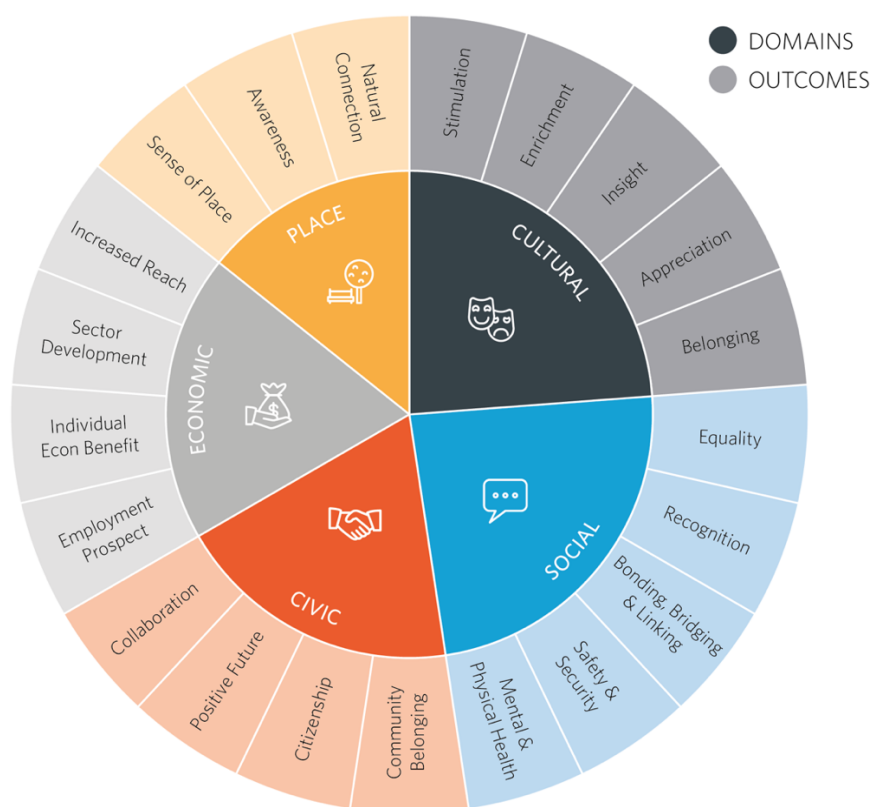 DOMAINS
OUTCOMES
Stimulation
Enrichment
Insight
Appreciation
Belonging
Equality
Recognition
Bonding, Bridging
& Linking
Safety &
Security
Mental &
Physical Health
Community
Belonging
Citizenship
Positive Future
Collaboration
Employment
Prospect
Individual
Econ Benefit
Sector
Development
Increased Reach
Sense of Place
Awareness
Natural
Connection
CULTURAL
SOCIAL
CIVIC
ECONOMIC
PLACE
$